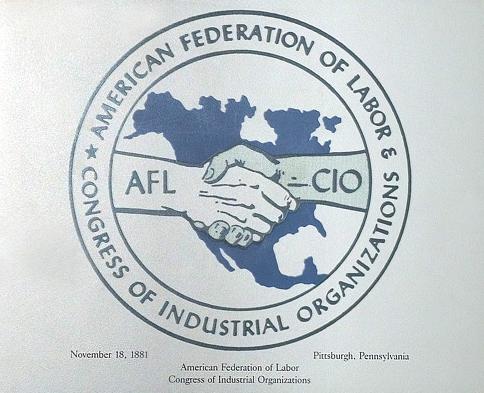 ★ AMERICAN FEDERATION OF LABOR &
CONGRESS OF INDUSTRIAL ORGANIZATIONS
AFL –CIO
November 18, 1881 Pittsburgh, Pennsylvania
American Federation of Labor
Congress of Industrial Organizations